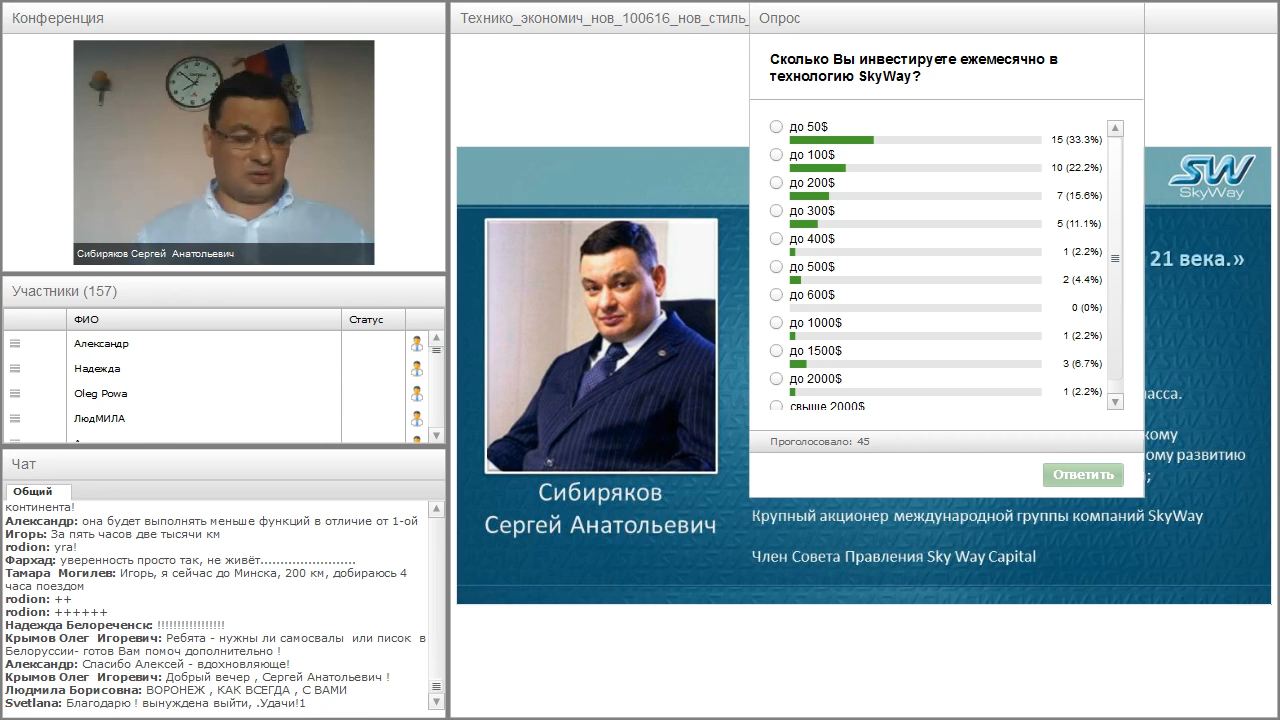 Конференция
Сибиряков Сергей Анатольевич
Участники (157)
ФИО Статус
Александр
Надежда
Oleg Powa
ЛюдМИЛА
Чат
Общий
континента!
Александр: она будет выполнять меньше функций в отличие от 1-ой
Игорь: За пять часов две тысячи км
rodion: уга!
Фархад: уверенность просто так, не живёт........................
Тамара Могилев: Игорь, я сейчас до Минска, 200 км, добираюсь 4
часа поездом
rodion: ++
rodion: ++++++
Надежда Белореченск: !!!!!!!!!!!!!!!!!
Крымов Олег Игоревич: Ребята - нужны ли самосвалы или писок в
Белоруссии- готов Вам помоч дополнительно !
Александр: Спасибо Алексей - вдохновляюще!
Крымов Олег Игоревич: Добрый вечер , Сергей Анатольевич !
Людмила Борисовна: ВОРОНЕЖ , КАК ВСЕГДА , С ВАМИ
Svetlana: Благодарю ! вынуждена выйти, .Удачи!1
Технико_экономич_нов_100616_нов_стиль_
Опрос
Сколько Вы инвестируете ежемесячно в
технологию SkyWay?
до 50$
15 (33.3%)
до 100$
10 (22.2%)
до 200$
7 (15.6%)
до 300$
5 (11.1%)
до 400$
1 (2.2%)
до 500$
2 (4.4%)
до 600$
0 (0%)
до 1000$
1 (2.2%)
до 1500$
3 (6.7%)
до 2000$
1 (2.2%)
свыше 2000$
Проголосовало: 45
Ответить
SW
SkyWay
21 века.»
асса.
кому
ому развитию
;
Сибиряков
Сергей Анатольевич
Крупный акционер международной группы компаний SkyWay
Член Совета Правления Sky Way Capital